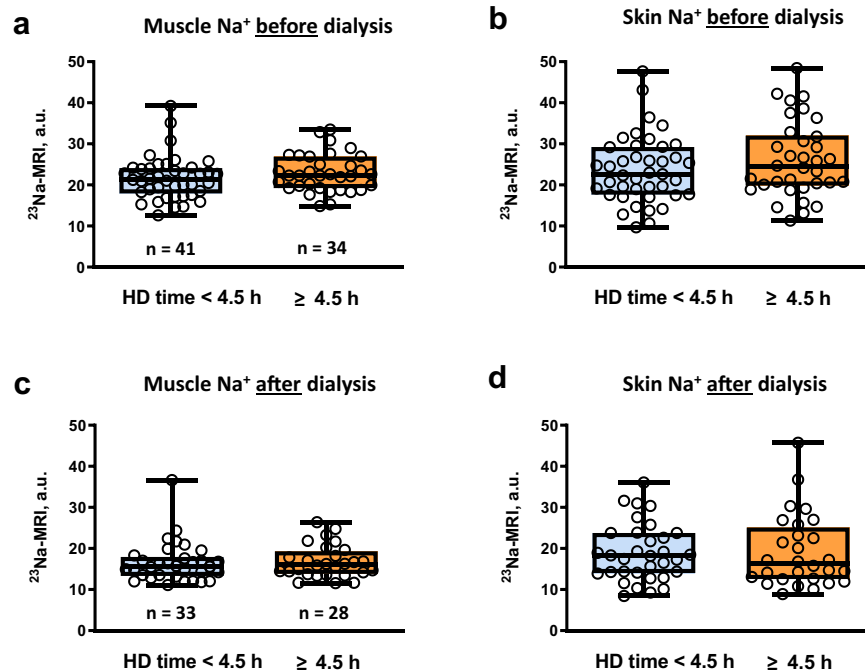 a
Muscle Na⁺ before dialysis
50
40
30
20
10
0
²³Na-MRI, a.u.
n = 41
n = 34
HD time < 4.5 h
≥ 4.5 h
b
Skin Na⁺ before dialysis
50
40
30
20
10
0
²³Na-MRI, a.u.
HD time < 4.5 h
≥ 4.5 h
c
Muscle Na⁺ after dialysis
50
40
30
20
10
0
²³Na-MRI, a.u.
n = 33
n = 28
HD time < 4.5 h
≥ 4.5 h
d
Skin Na⁺ after dialysis
50
40
30
20
10
0
²³Na-MRI, a.u.
HD time < 4.5 h
≥ 4.5 h